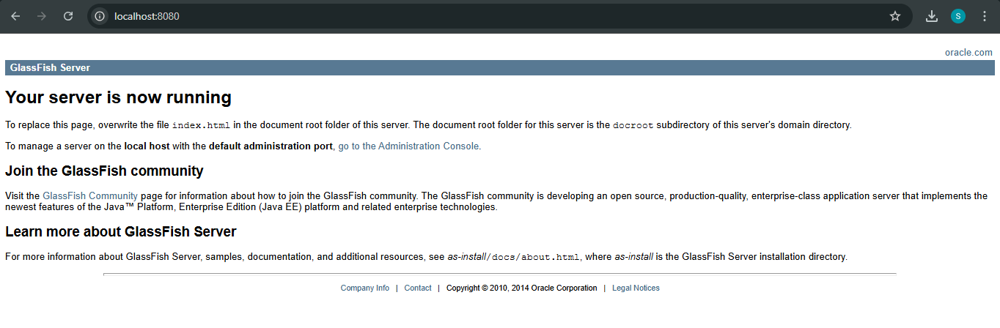 localhost:8080
S
oracle.com
GlassFish Server
Your server is now running
To replace this page, overwrite the file index.html in the document root folder of this server. The document root folder for this server is the docroot subdirectory of this server's domain directory.
To manage a server on the local host with the default administration port, go to the Administration Console.
Join the GlassFish community
Visit the GlassFish Community page for information about how to join the GlassFish community. The GlassFish community is developing an open source, production-quality, enterprise-class application server that implements the
newest features of the Java™ Platform, Enterprise Edition (Java EE) platform and related enterprise technologies.
Learn more about GlassFish Server
For more information about GlassFish Server, samples, documentation, and additional resources, see as-install/docs/about.html, where as-install is the GlassFish Server installation directory.
Company Info | Contact | Copyright © 2010, 2014 Oracle Corporation | Legal Notices